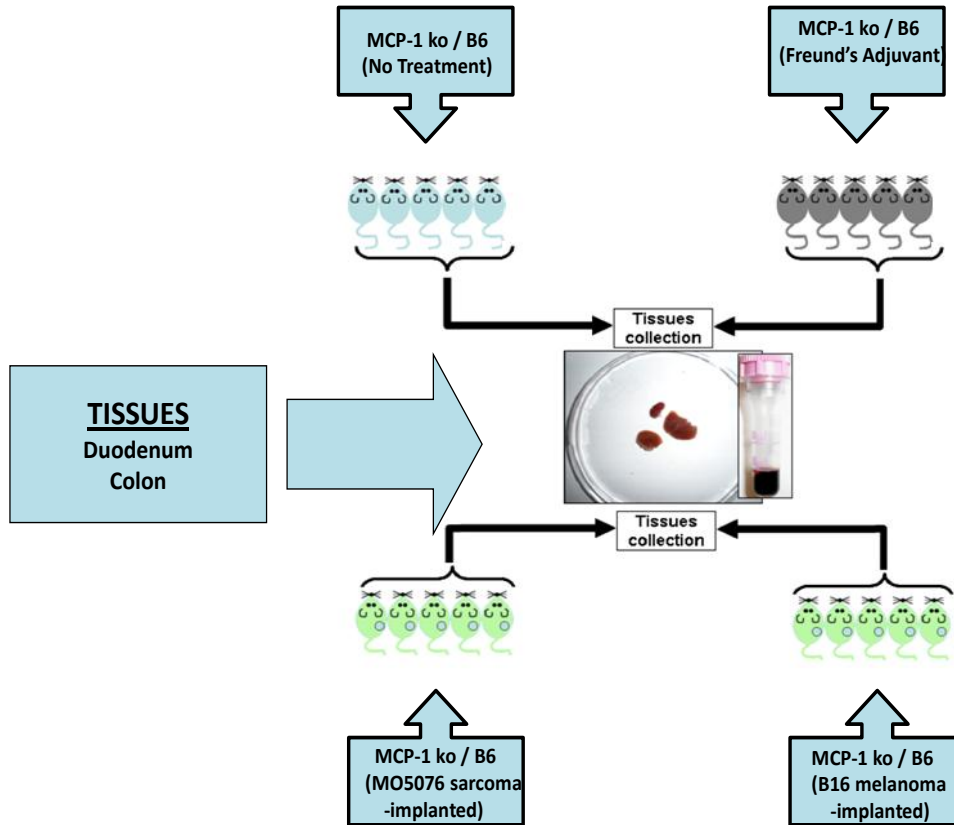 MCP-1 ko / B6
(No Treatment)
MCP-1 ko / B6
(Freund's Adjuvant)
Tissues
collection
TISSUES
Duodenum
Colon
Tissues
collection
MCP-1 ko / B6
(MO5076 sarcoma
-implanted)
MCP-1 ko / B6
(B16 melanoma
-implanted)